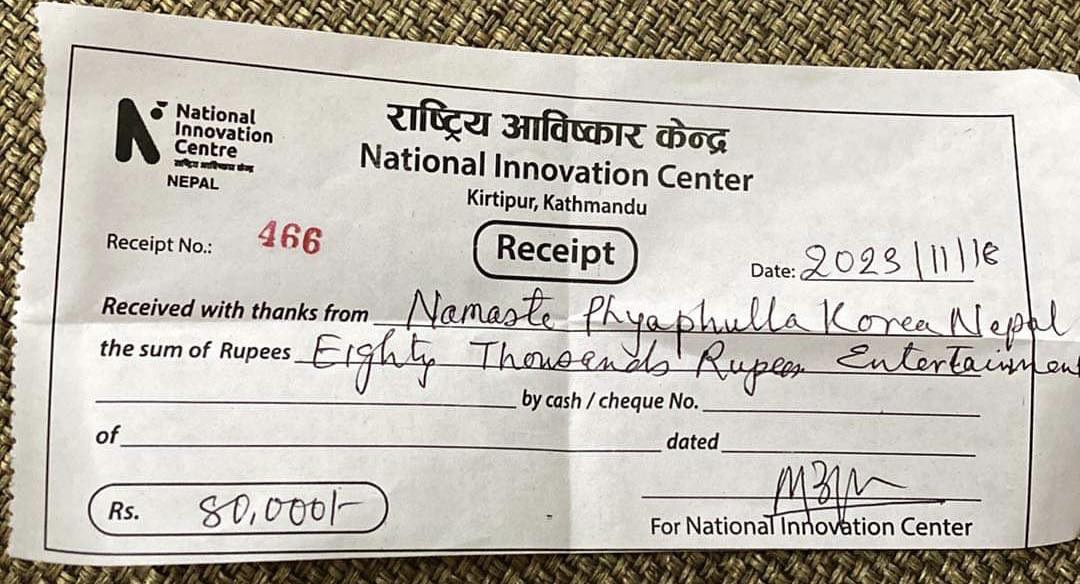 National
Innovation
Centre
राष्ट्रिय आविष्कार केन्द्र
NEPAL
राष्ट्रिय आविष्कार केन्द्र
National Innovation Center
Kirtipur, Kathmandu
Receipt No.: 466
Receipt
Date: 2023/11/18
Received with thanks from Namaste Phyaphulla Korea Nepal
the sum of Rupees Eighty Thousands Rupees Entertainment
by cash / cheque No.
of dated
Rs. 80,000/-
For National Innovation Center